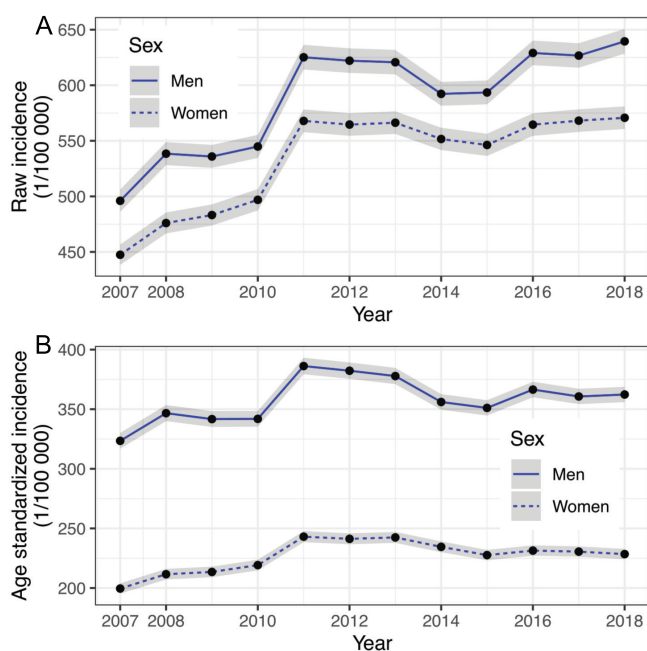 A
Raw incidence
(1/100 000)
650
600
550
500
450
Sex
Men
Women
2007 2008 2010 2012 2014 2016 2018
Year
B
Age standardized incidence
(1/100 000)
400
350
300
250
200
Sex
Men
Women
2007 2008 2010 2012 2014 2016 2018
Year